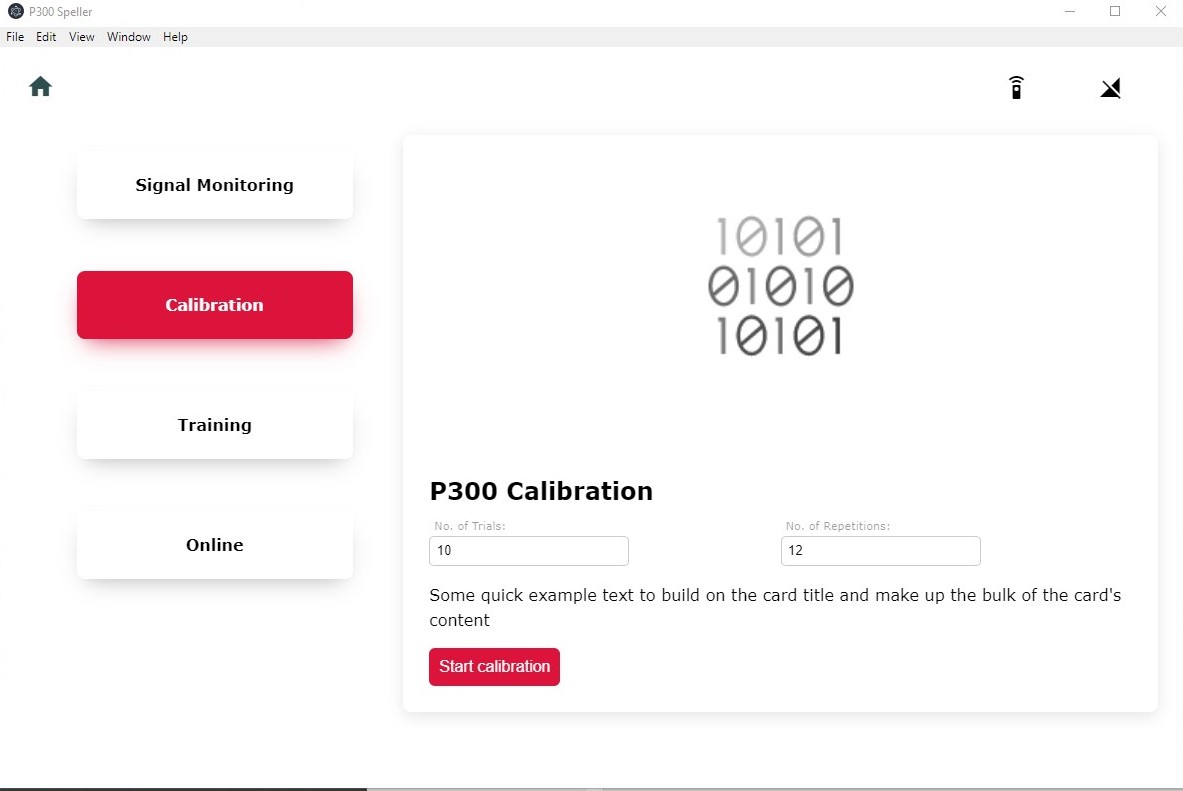 P300 Speller
File Edit View Window Help
Signal Monitoring
Calibration
Training
Online
10101
01010
10101
P300 Calibration
No. of Trials: No. of Repetitions:
10 12
Some quick example text to build on the card title and make up the bulk of the card's
content
Start calibration